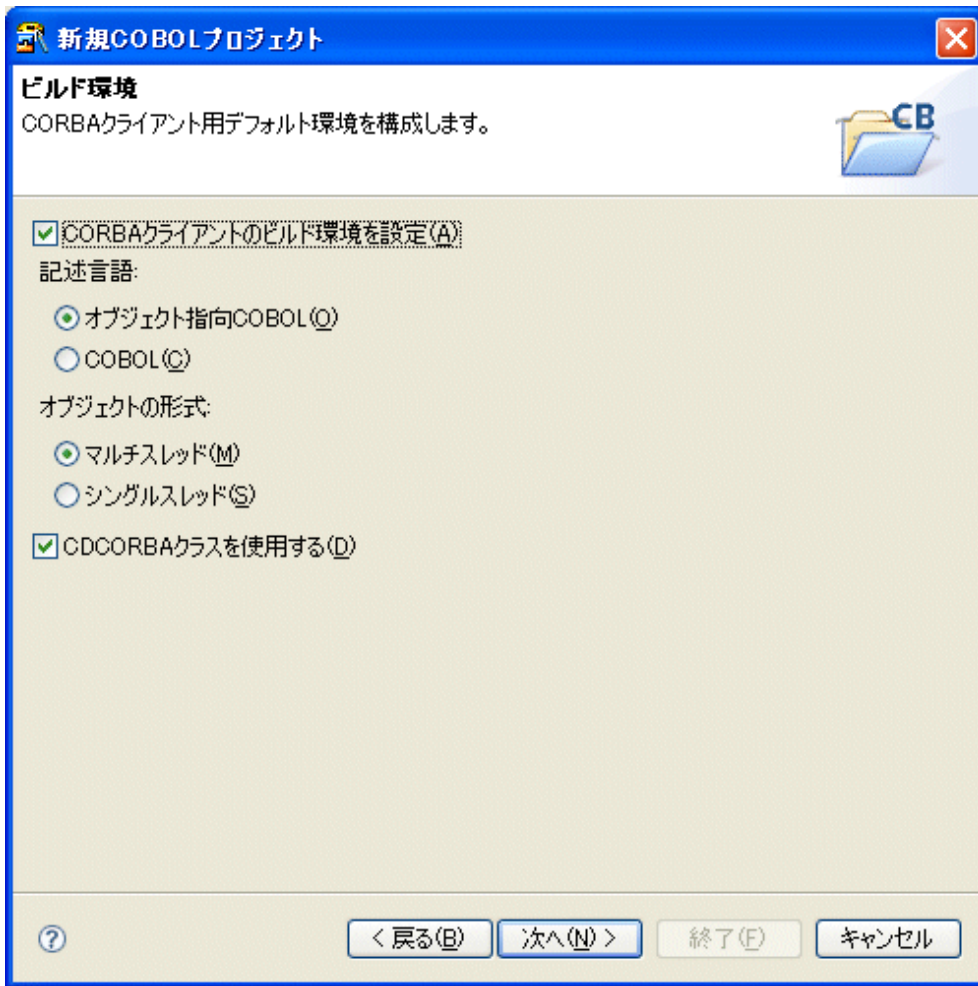 新規COBOLプロジェクト
ビルド環境
CORBAクライアント用デフォルト環境を構成します。
CB
CORBAクライアントのビルド環境を設定(A)
記述言語:
オブジェクト指向COBOL(O)
COBOL(C)
オブジェクトの形式:
マルチスレッド(M)
シングルスレッド(S)
CDCORBAクラスを使用する(D)
?
< 戻る(B) 次へ(N) > 終了(F) キャンセル